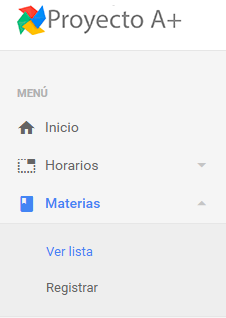 Proyecto A+
MENÚ
Inicio
Horarios
Materias
Ver lista
Registrar